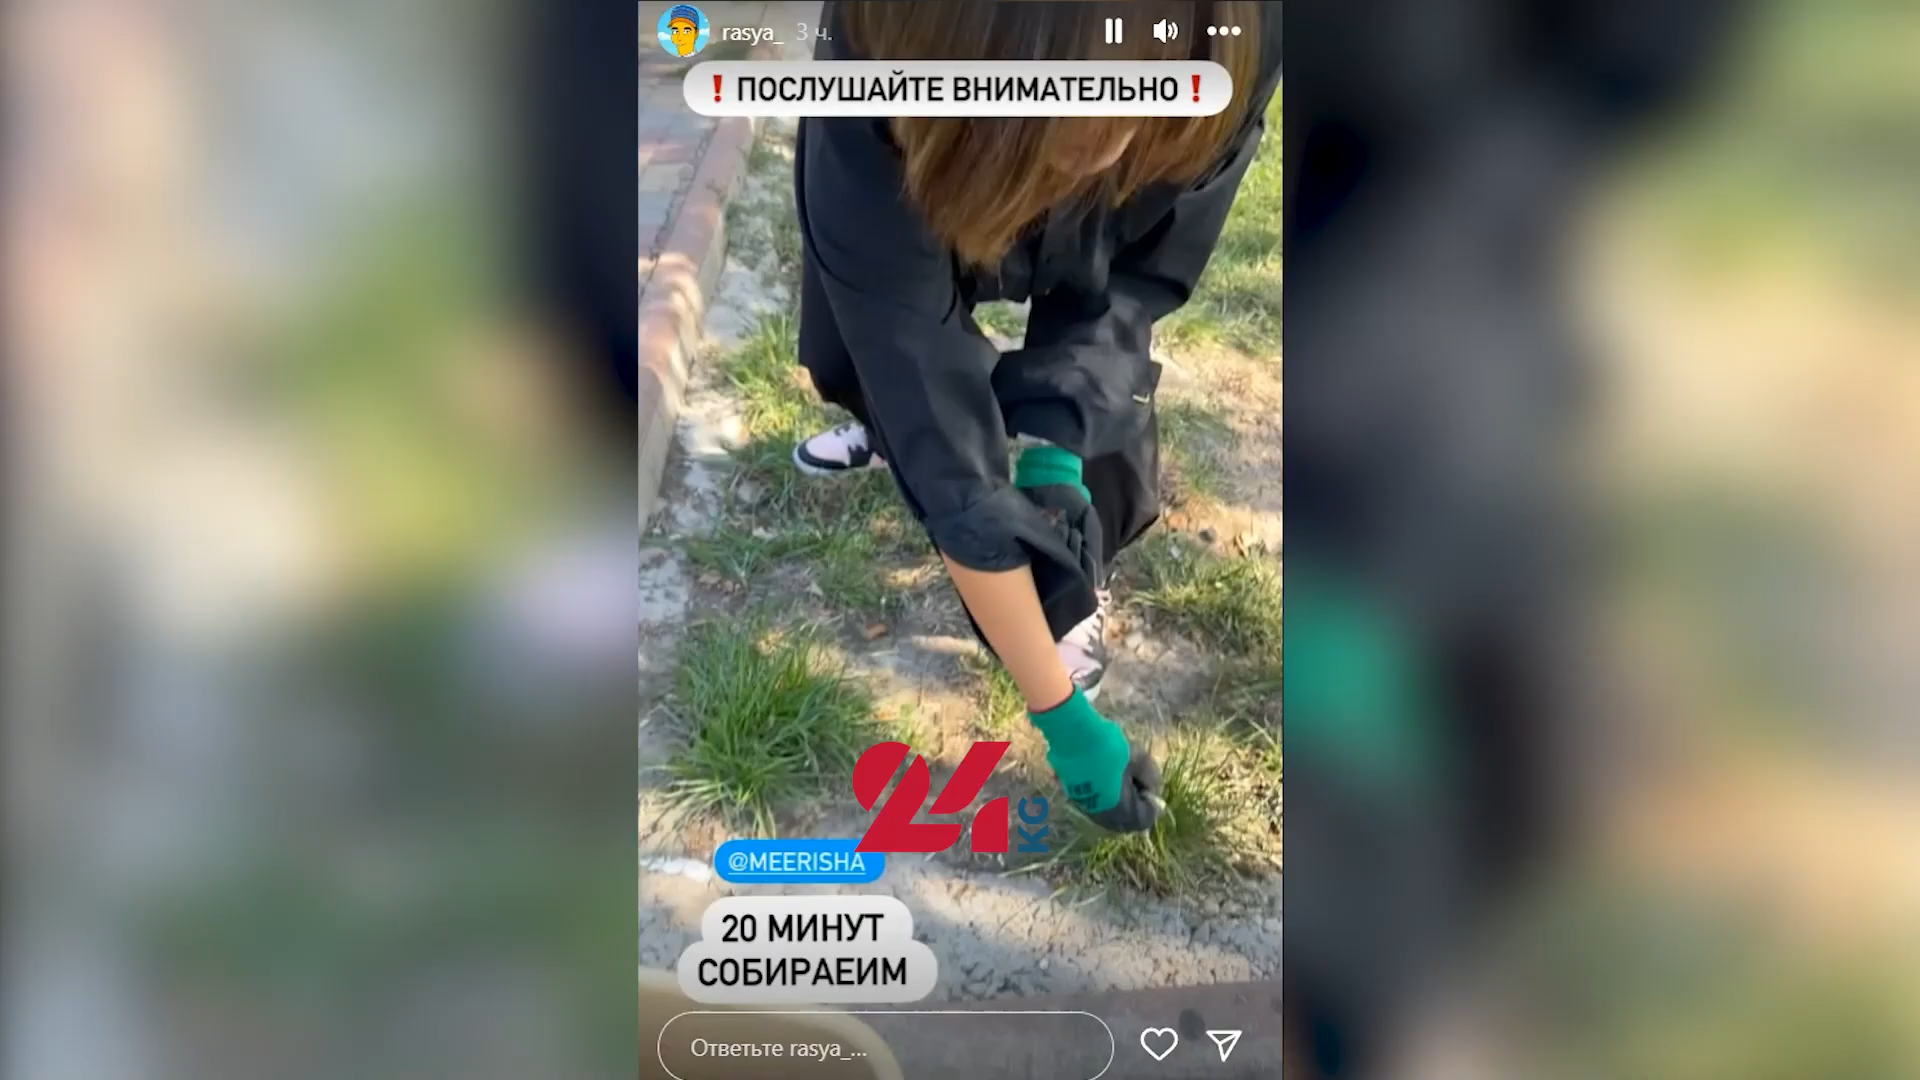 rasya_ 3 ч.
❗ПОСЛУШАЙТЕ ВНИМАТЕЛЬНО❗
24
KG
@MEERISHA
20 МИНУТ
СОБИРАЕИМ
Ответьте rasya_...